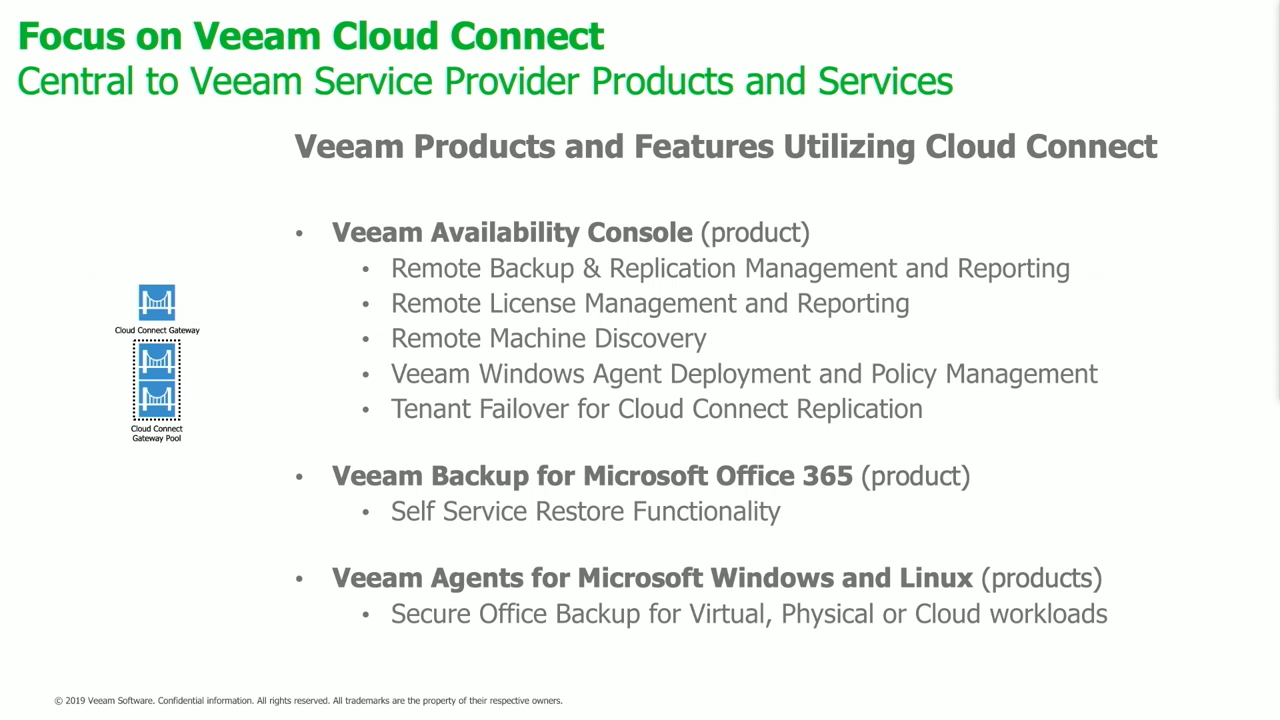 Focus on Veeam Cloud Connect
Central to Veeam Service Provider Products and Services
Veeam Products and Features Utilizing Cloud Connect
• Veeam Availability Console (product)
• Remote Backup & Replication Management and Reporting
• Remote License Management and Reporting
• Remote Machine Discovery
• Veeam Windows Agent Deployment and Policy Management
• Tenant Failover for Cloud Connect Replication
Cloud Connect Gateway
Cloud Connect
Gateway Pool
• Veeam Backup for Microsoft Office 365 (product)
• Self Service Restore Functionality
• Veeam Agents for Microsoft Windows and Linux (products)
• Secure Office Backup for Virtual, Physical or Cloud workloads
© 2019 Veeam Software. Confidential information. All rights reserved. All trademarks are the property of their respective owners.